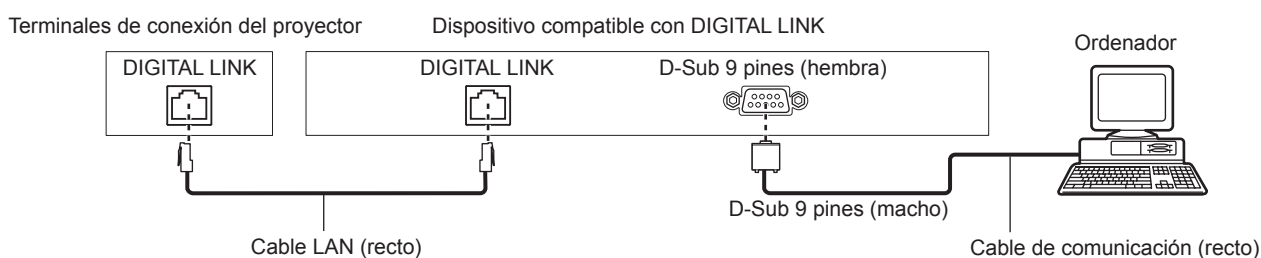 Terminales de conexión del proyector
Dispositivo compatible con DIGITAL LINK
Ordenador
DIGITAL LINK
DIGITAL LINK
D-Sub 9 pines (hembra)
D-Sub 9 pines (macho)
Cable LAN (recto)
Cable de comunicación (recto)